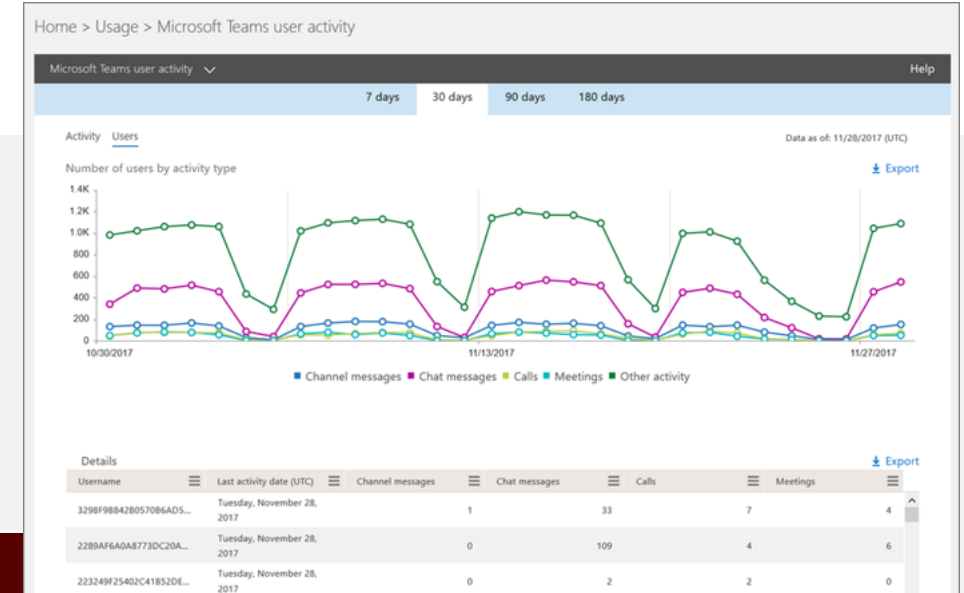 Home > Usage > Microsoft Teams user activity
Microsoft Teams user activity Help
7 days 30 days 90 days 180 days
Activity Users Data as of: 11/28/2017 (UTC)
Number of users by activity type Export
1.4K
1.2K
1.0K
800
600
400
200
0
10/30/2017 11/13/2017 11/27/2017
Channel messages Chat messages Calls Meetings Other activity
Details Export
Username Last activity date (UTC) Channel messages Chat messages Calls Meetings
3298F9B842B0570B6AD5... Tuesday, November 28, 2017 1 33 7 4
2289AF6A0A8773DC20A... Tuesday, November 28, 2017 0 109 4 6
223249F25402C41B52DE... Tuesday, November 28, 2017 0 2 2 0